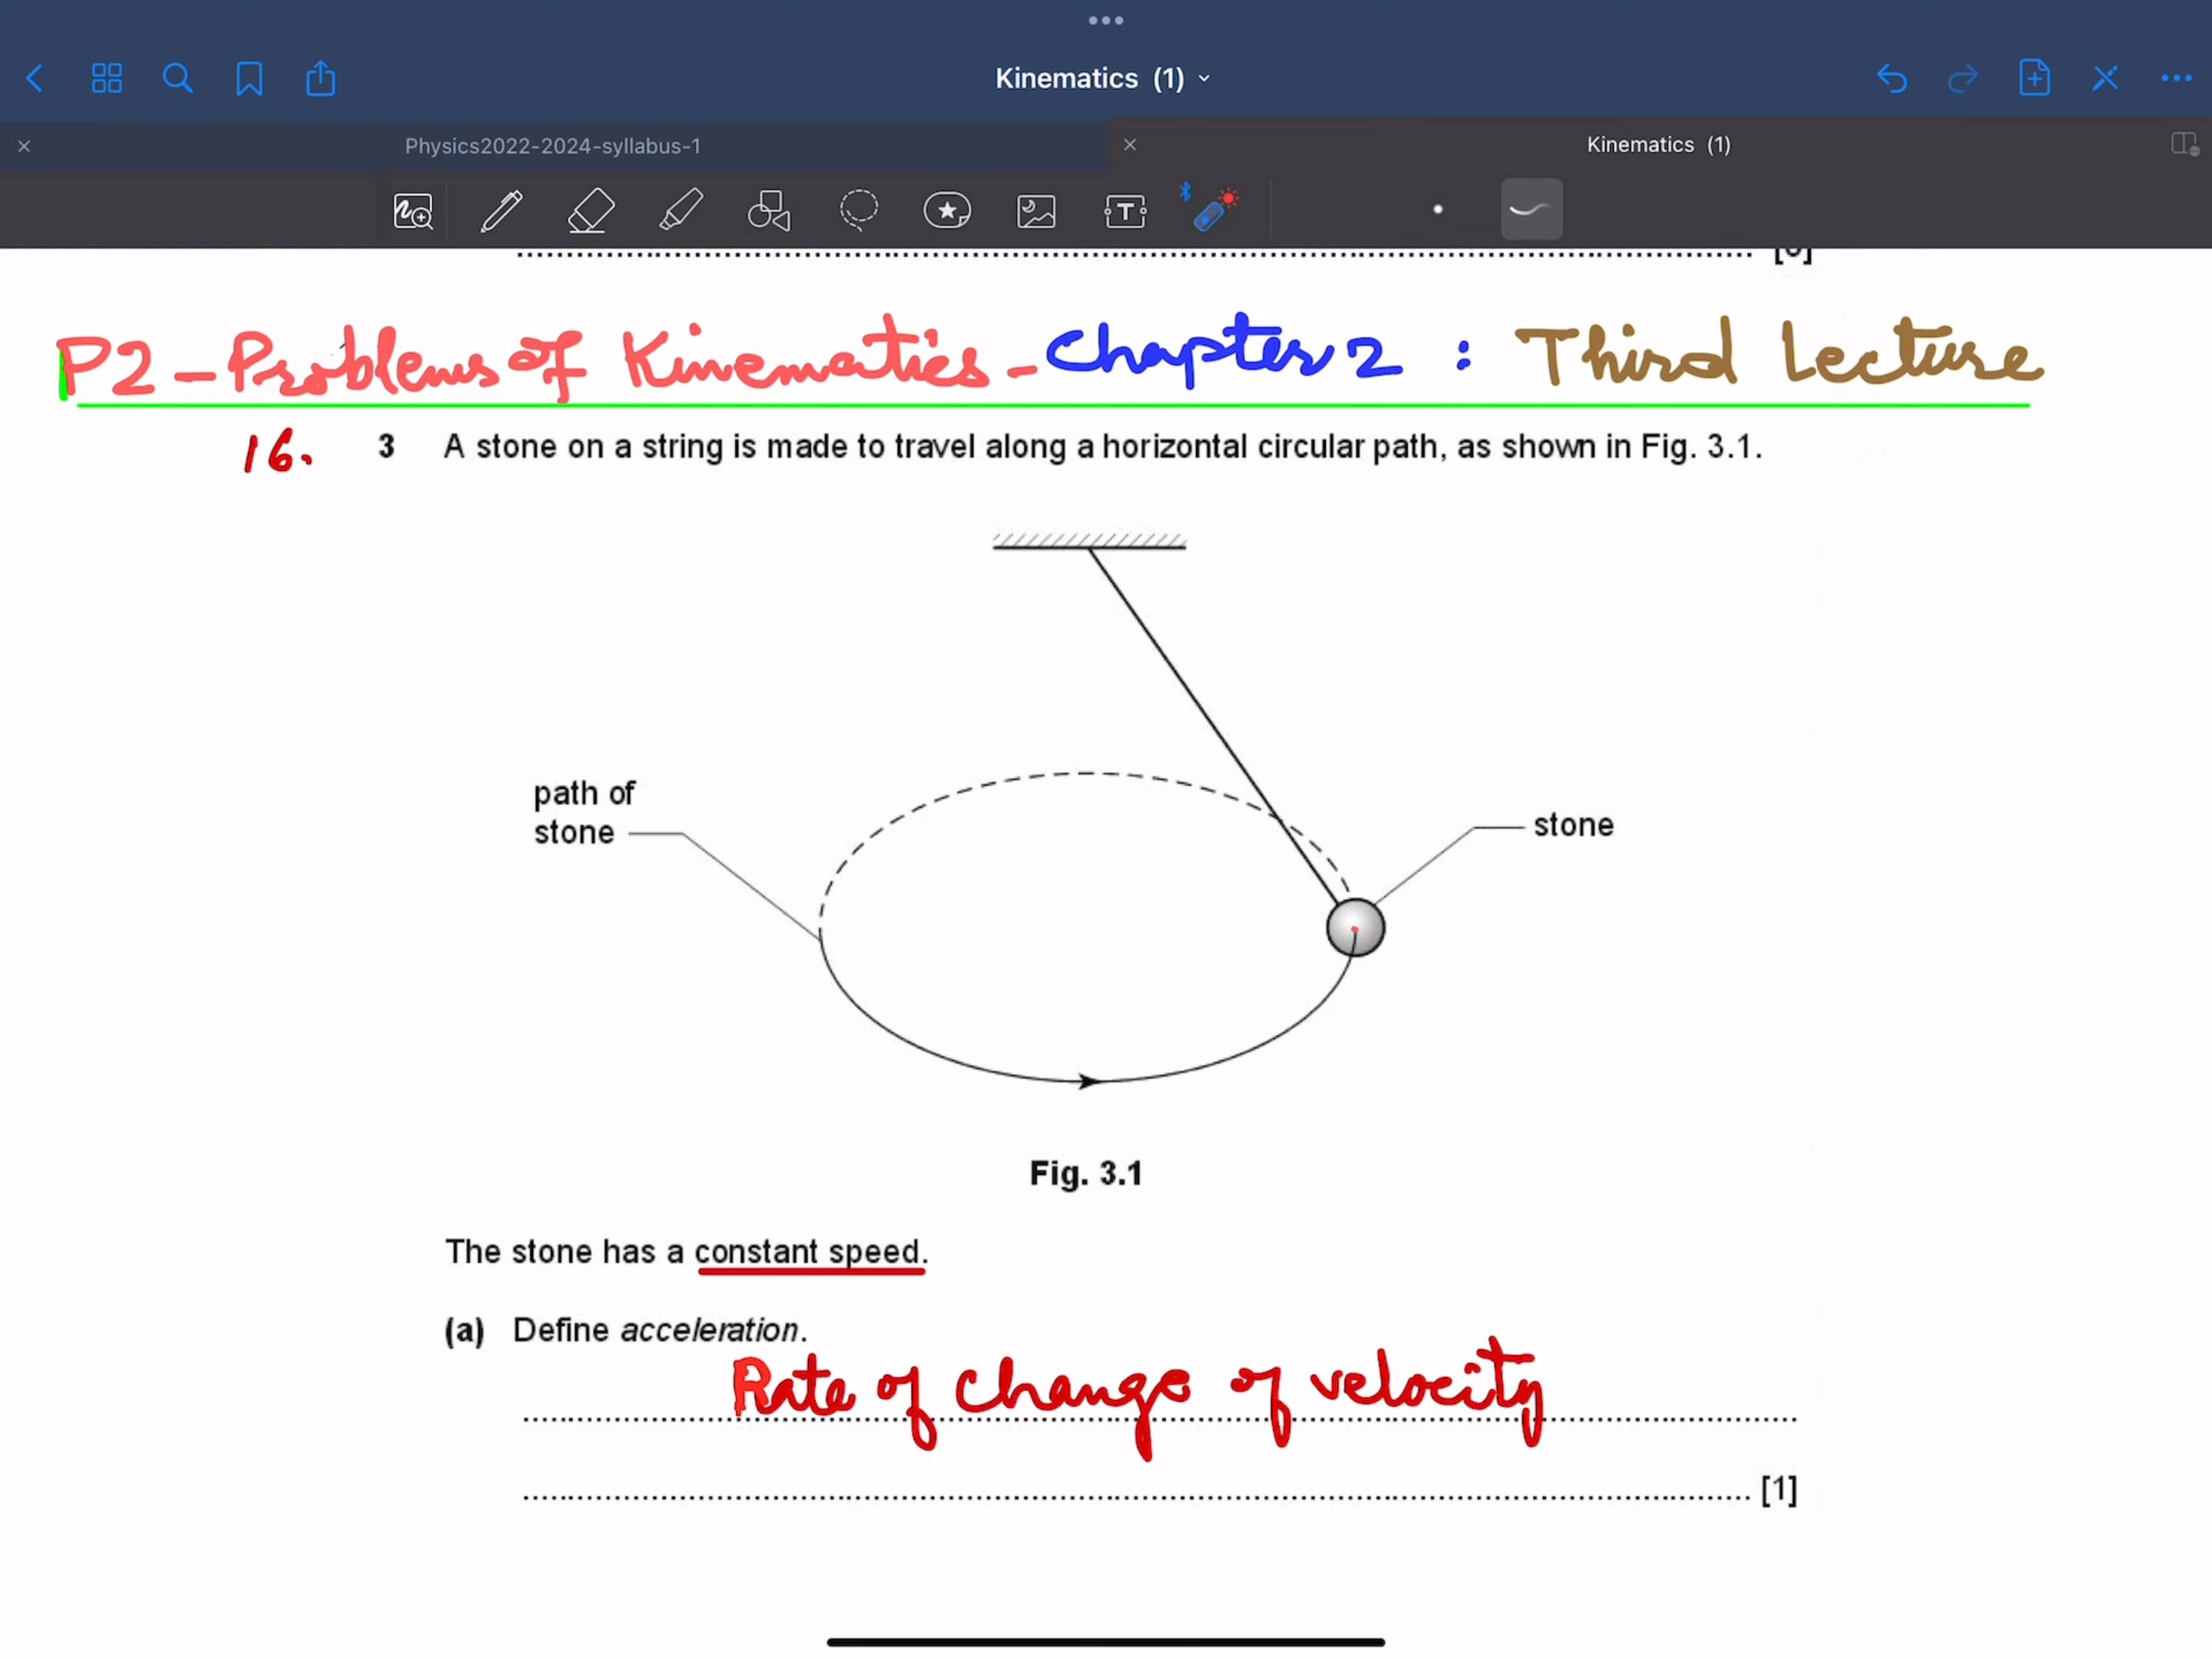 Kinematics (1)
Physics2022-2024-syllabus-1
Kinematics (1)
P2 - Problems of Kinematics - Chapter 2 : Third Lecture
16. 3 A stone on a string is made to travel along a horizontal circular path, as shown in Fig. 3.1.
path of
stone
stone
Fig. 3.1
The stone has a constant speed.
(a) Define acceleration.
Rate of change of velocity
[1]